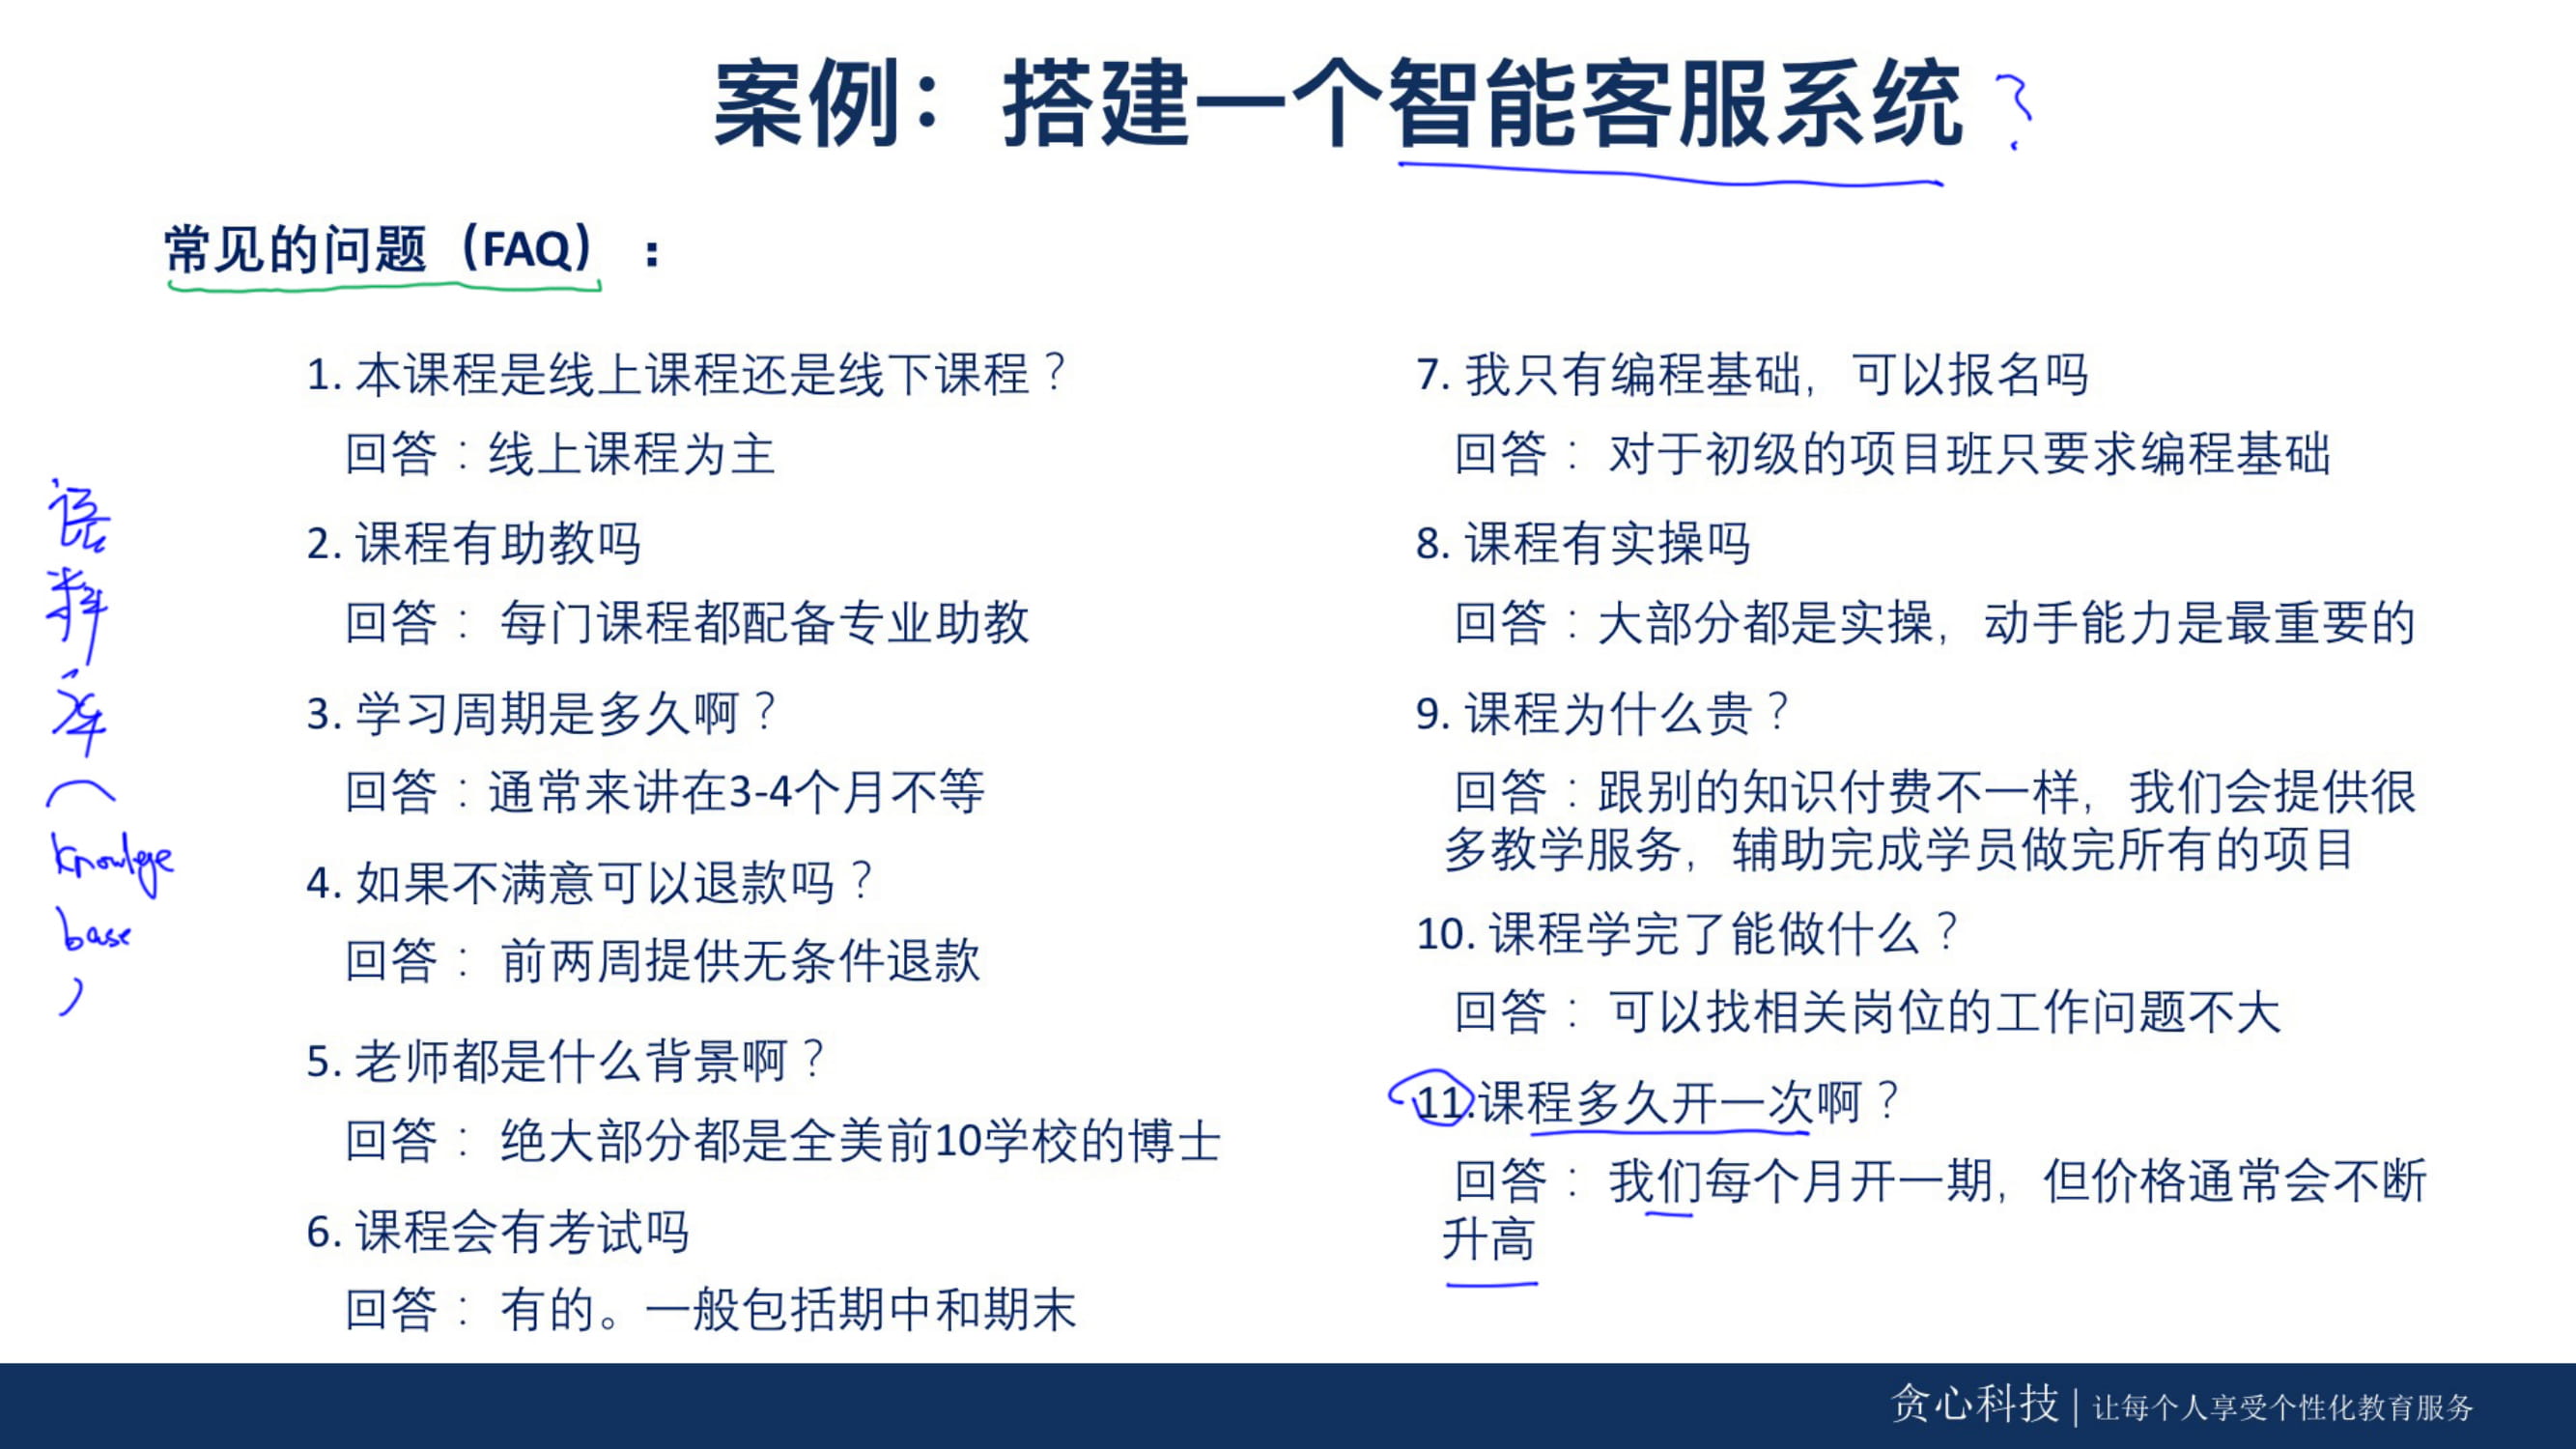 案例：搭建一个智能客服系统？
常见的问题（FAQ）：
1. 本课程是线上课程还是线下课程？
回答：线上课程为主
2. 课程有助教吗
回答： 每门课程都配备专业助教
3. 学习周期是多久啊？
回答：通常来讲在3-4个月不等
4. 如果不满意可以退款吗？
回答： 前两周提供无条件退款
5. 老师都是什么背景啊？
回答： 绝大部分都是全美前10学校的博士
6. 课程会有考试吗
回答： 有的。一般包括期中和期末
7. 我只有编程基础，可以报名吗
回答： 对于初级的项目班只要求编程基础
8. 课程有实操吗
回答：大部分都是实操，动手能力是最重要的
9. 课程为什么贵？
回答：跟别的知识付费不一样，我们会提供很
多教学服务，辅助完成学员做完所有的项目
10. 课程学完了能做什么？
回答： 可以找相关岗位的工作问题不大
11.课程多久开一次啊？
回答： 我们每个月开一期，但价格通常会不断
升高
(
base
)
贪心科技 | 让每个人享受个性化教育服务